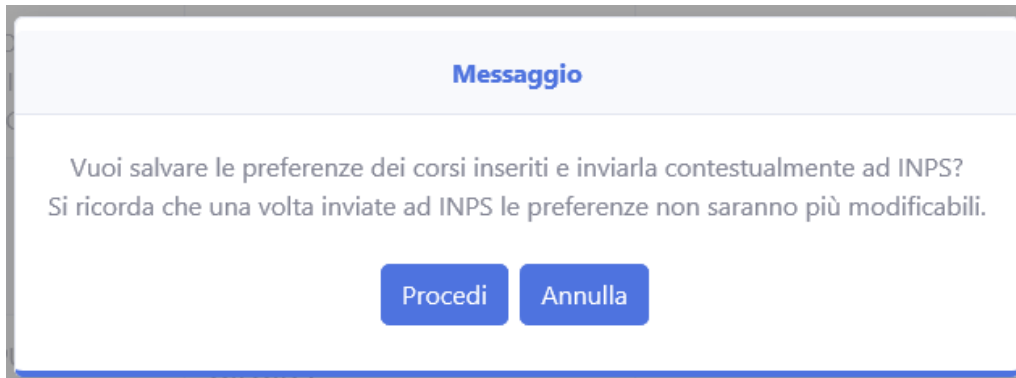 Messaggio
Vuoi salvare le preferenze dei corsi inseriti e inviarla contestualmente ad INPS?
Si ricorda che una volta inviate ad INPS le preferenze non saranno più modificabili.
Procedi Annulla